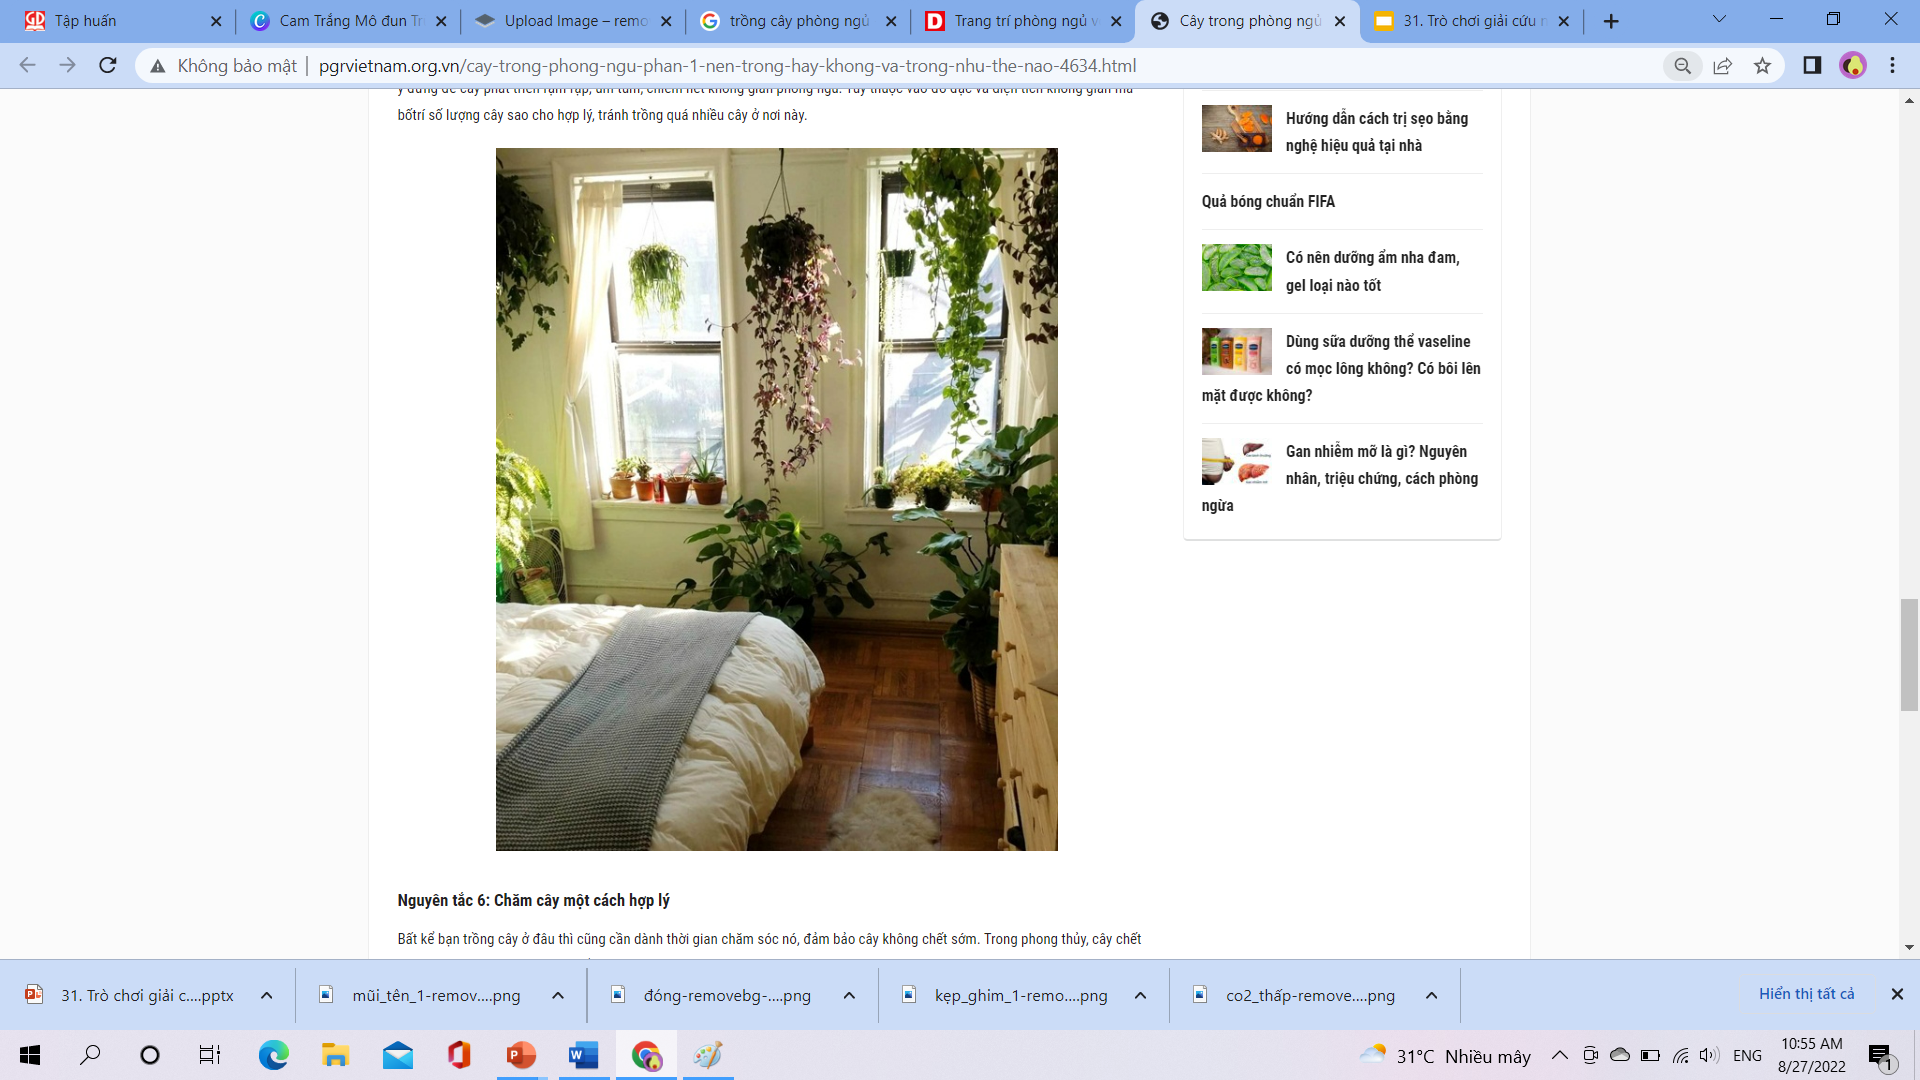 Tập huấn
Cam Trắng Mô đun Tr
Upload Image – remo
trồng cây phòng ngủ
Trang trí phòng ngủ v
Cây trong phòng ngủ
31. Trò chơi giải cứu n
Không bảo mật
pgrvietnam.org.vn/cay-trong-phong-ngu-phan-1-nen-trong-hay-khong-va-trong-nhu-the-nao-4634.html
bốtrí số lượng cây sao cho hợp lý, tránh trồng quá nhiều cây ở nơi này.
Nguyên tắc 6: Chăm cây một cách hợp lý
Bất kể bạn trồng cây ở đâu thì cũng cần dành thời gian chăm sóc nó, đảm bảo cây không chết sớm. Trong phong thủy, cây chết
Hướng dẫn cách trị sẹo bằng
nghệ hiệu quả tại nhà
Quả bóng chuẩn FIFA
Có nên dưỡng ẩm nha đam,
gel loại nào tốt
Dùng sữa dưỡng thể vaseline
có mọc lông không? Có bôi lên
mặt được không?
Gan nhiễm mỡ là gì? Nguyên
nhân, triệu chứng, cách phòng
ngừa
31. Trò chơi giải c....pptx
mũi_tên_1-remov....png
đóng-removebg-....png
kẹp_ghim_1-remo....png
co2_thấp-remove....png
Hiển thị tất cả
31°C Nhiều mây
ENG
10:55 AM
8/27/2022
1